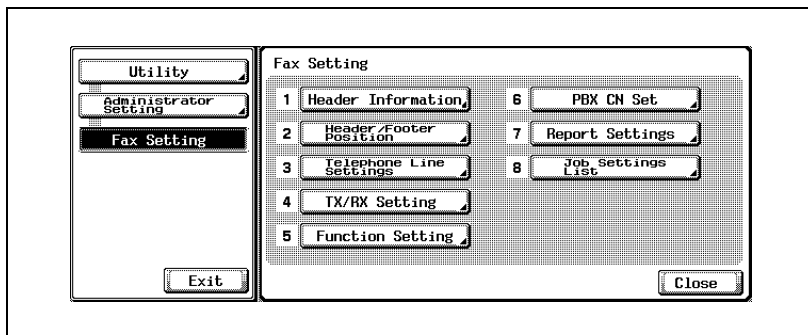 Utility
Administrator
Setting
Fax Setting
Exit
Fax Setting
1 Header Information
2 Header/Footer
Position
3 Telephone Line
Settings
4 TX/RX Setting
5 Function Setting
6 PBX CN Set
7 Report Settings
8 Job Settings
List
Close